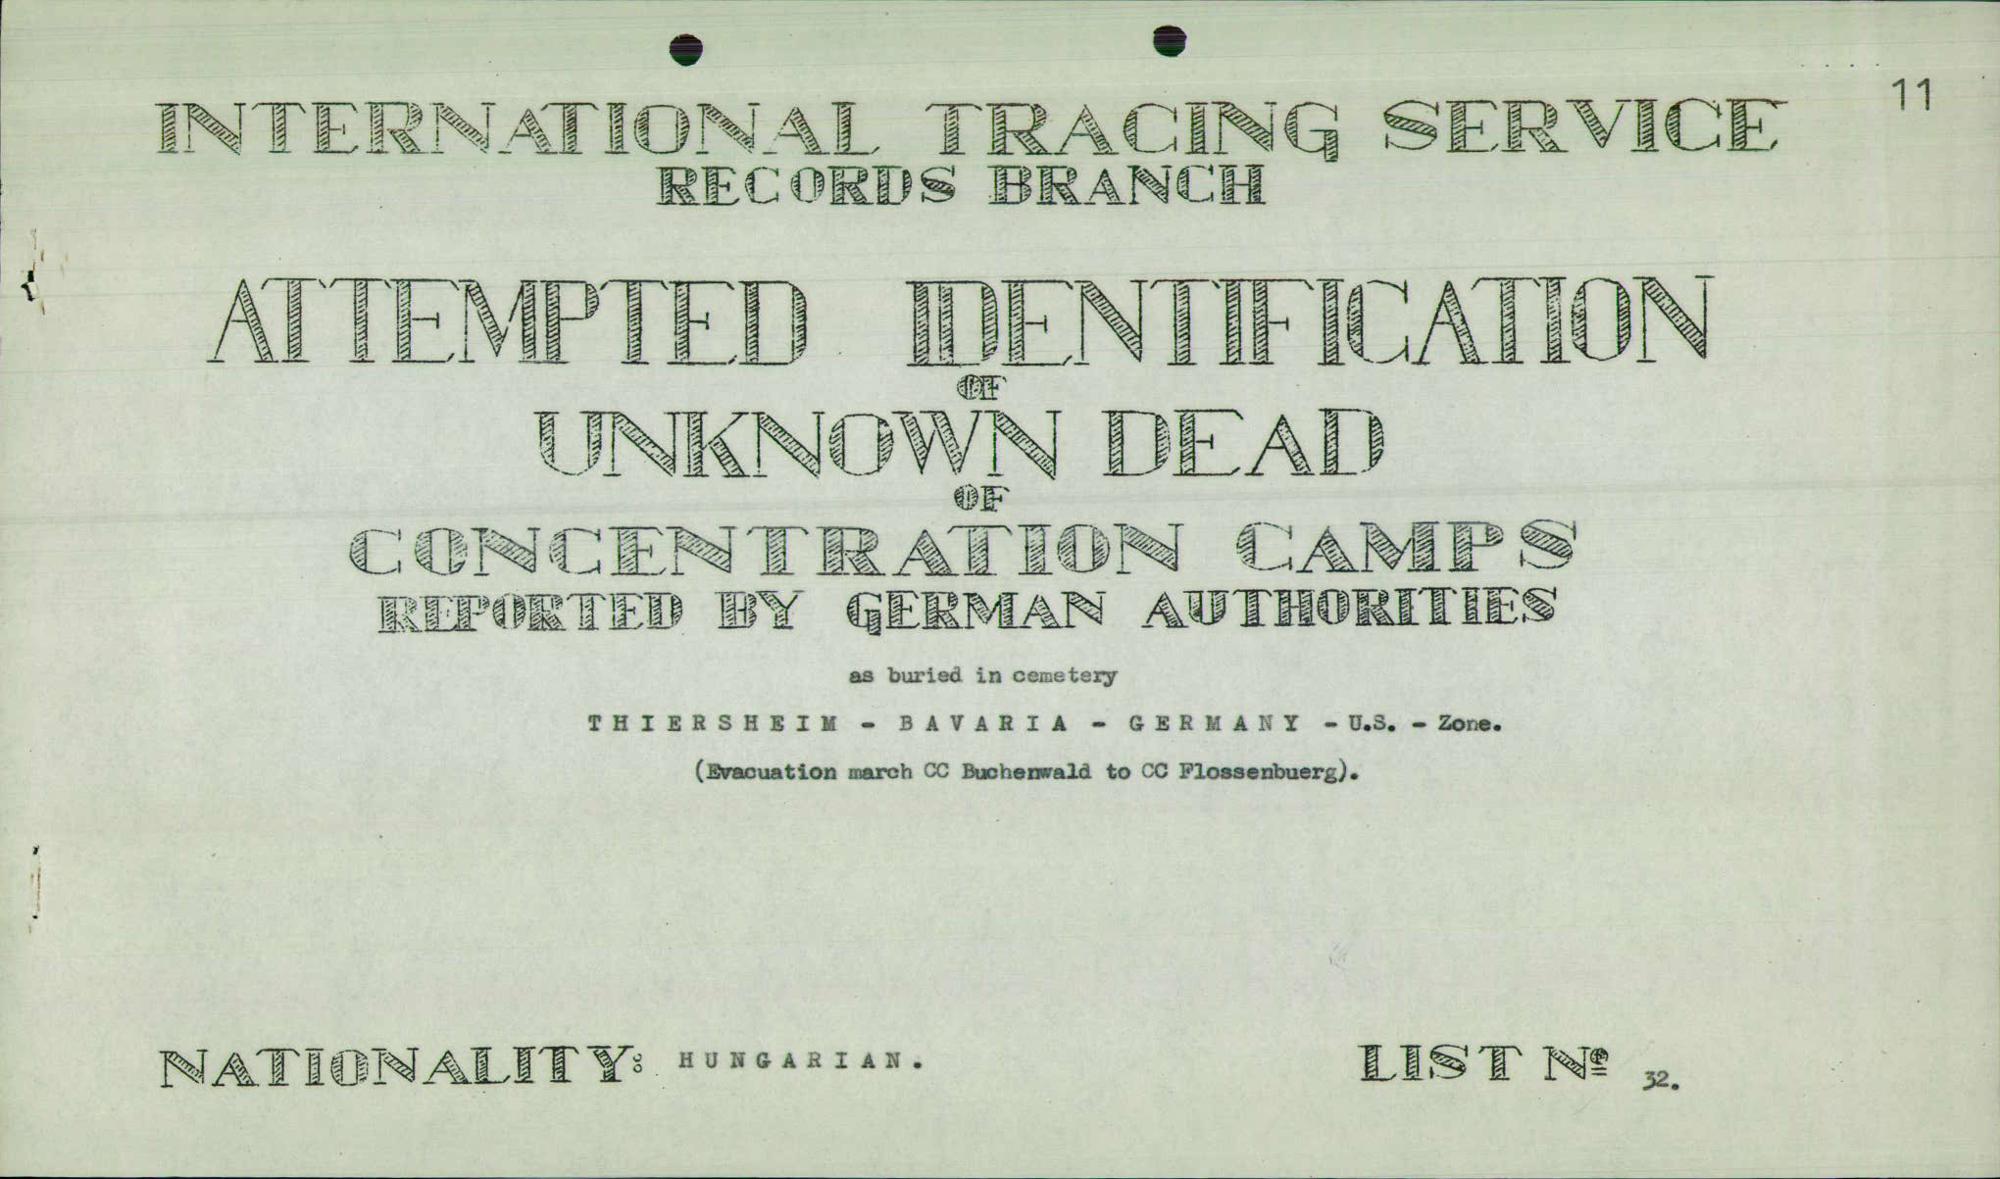 11
INTERNATIONAL TRACING SERVICE
RECORDS BRANCH
ATTEMPTED IDENTIFICATION
OF
UNKNOWN DEAD
OF
CONCENTRATION CAMPS
REPORTED BY GERMAN AUTHORITIES
as buried in cemetery
THIERSHEIM - BAVARIA - GERMANY - U.S. - Zone.
(Evacuation march CC Buchenwald to CC Flossenbuerg).
NATIONALITY: HUNGARIAN. LIST Nº 32.